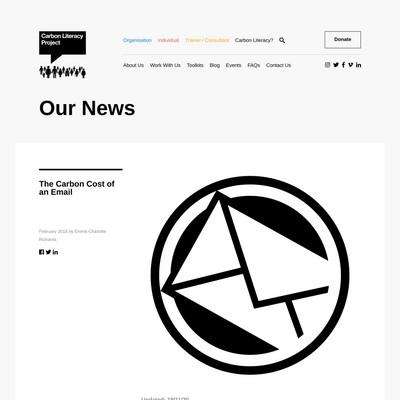 Carbon Literacy
Project
Organisation Individual Trainer / Consultant Carbon Literacy? Donate
About Us Work With Us Toolkits Blog Events FAQs Contact Us
Our News
The Carbon Cost of
an Email
February 2018 by Emma Charlotte
Richards
Updated: 18/11/20